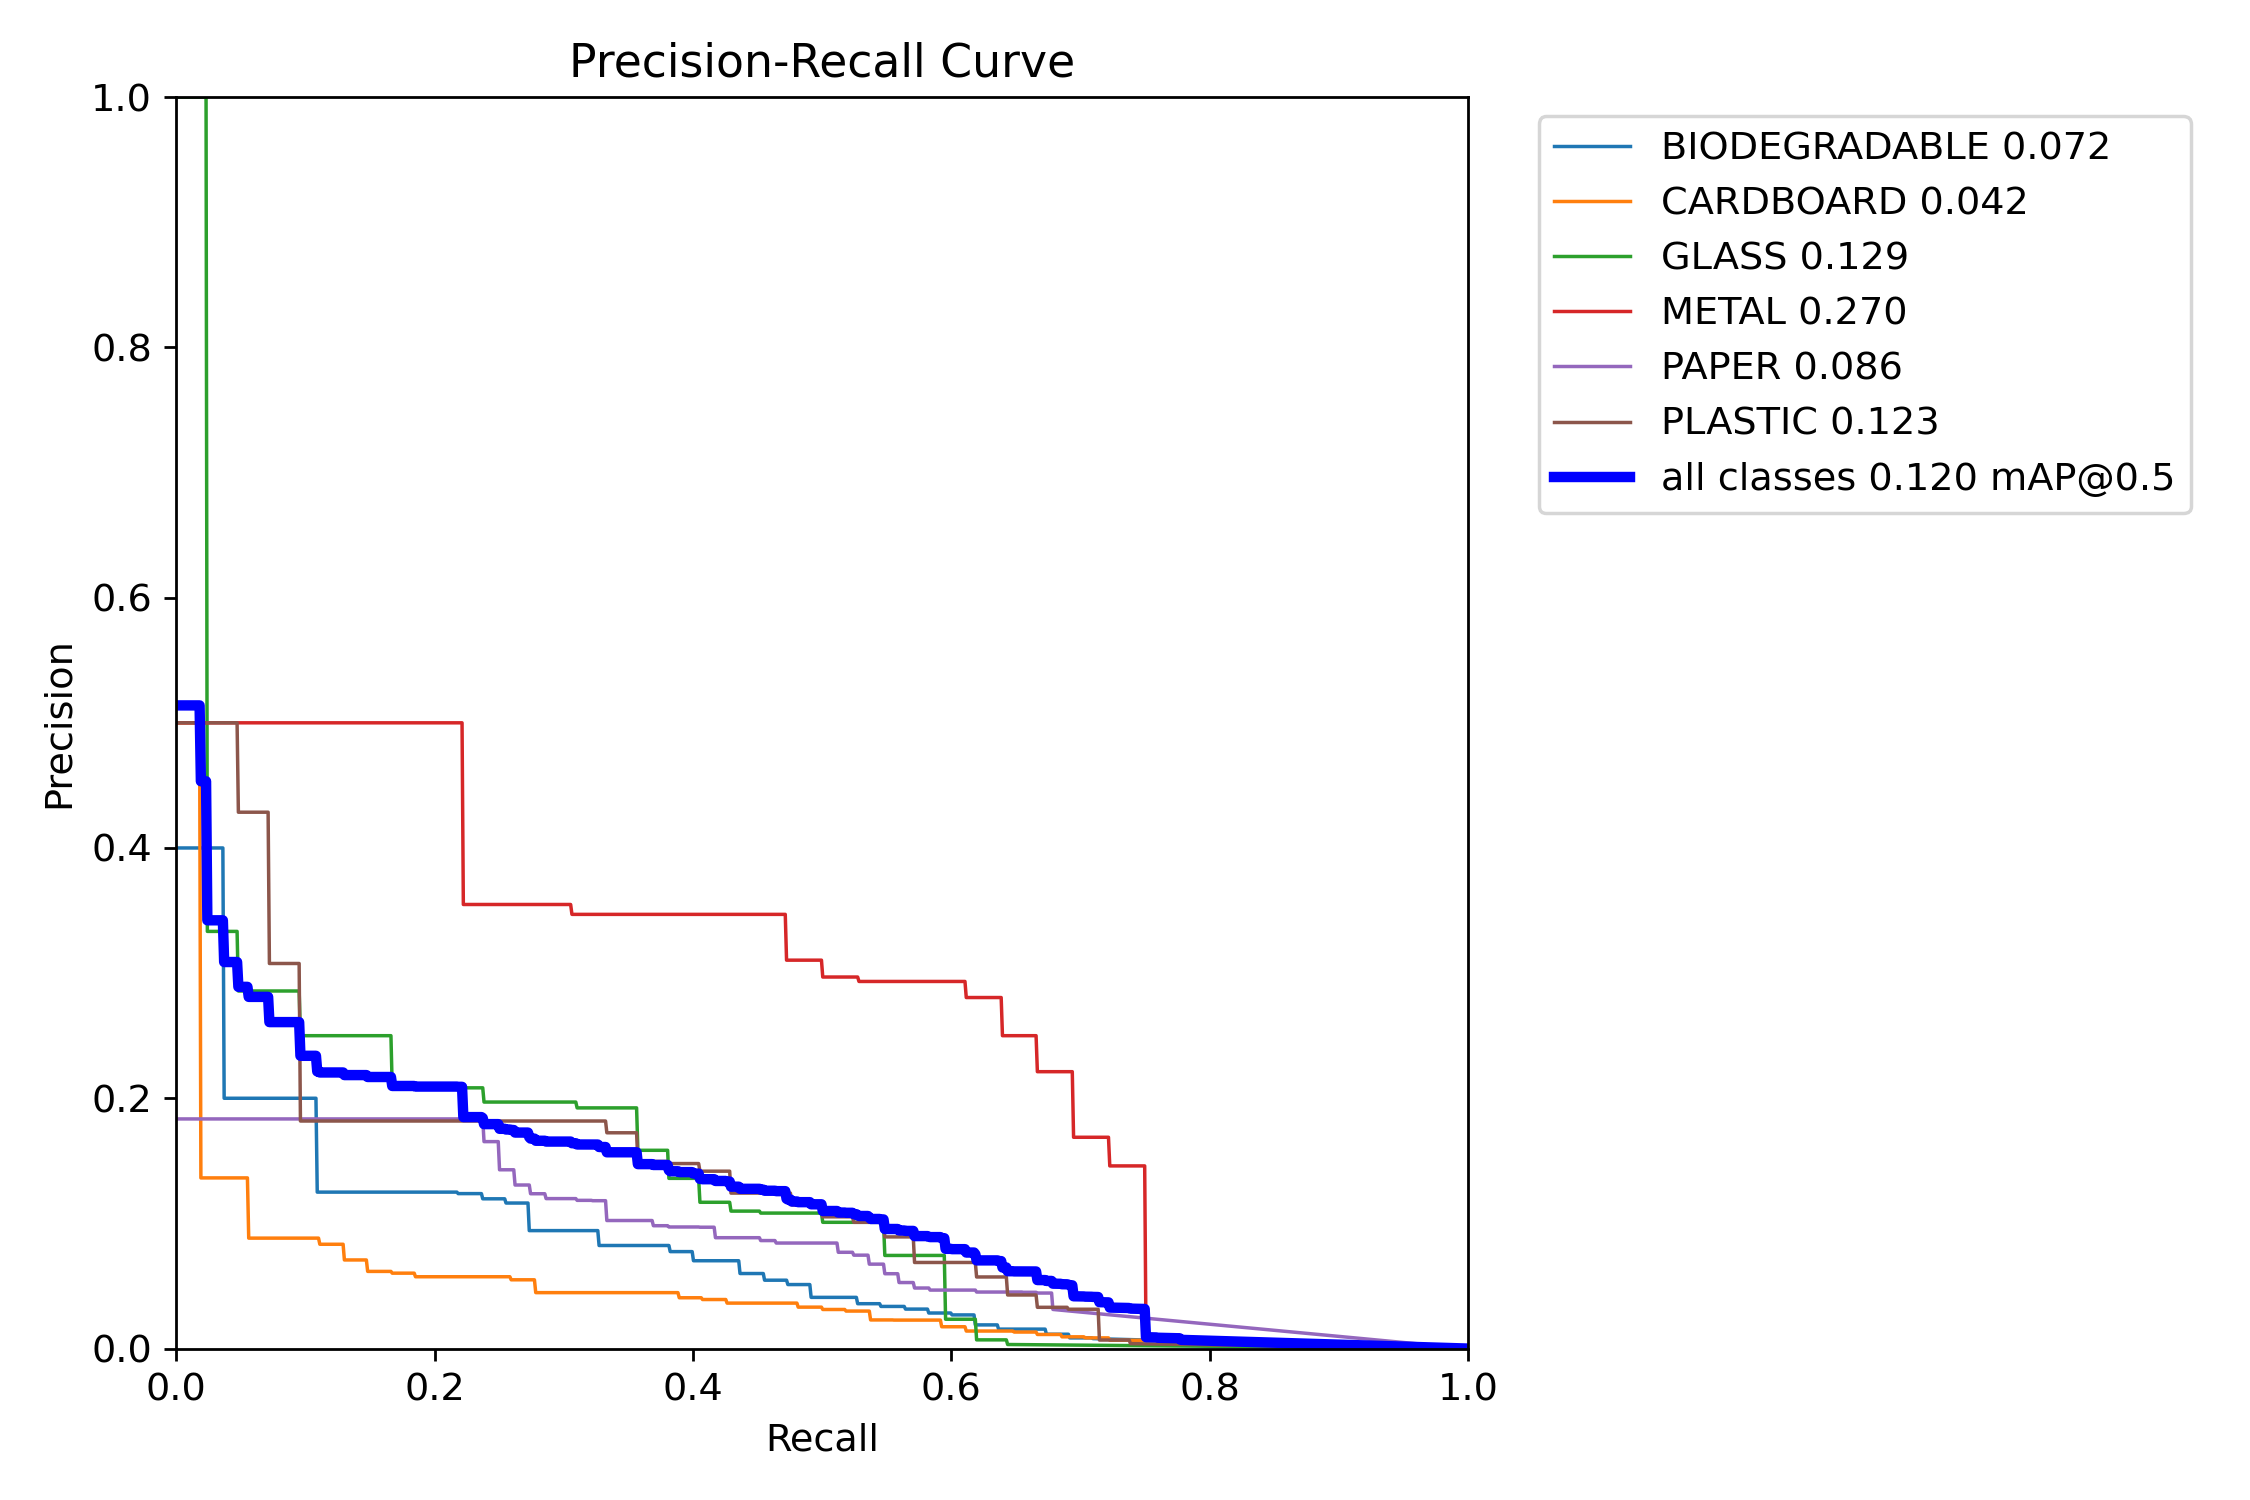 Precision-Recall Curve
1.0
0.8
0.6
0.4
0.2
0.0
Precision
0.0 0.2 0.4 0.6 0.8 1.0
Recall
BIODEGRADABLE 0.072
CARDBOARD 0.042
GLASS 0.129
METAL 0.270
PAPER 0.086
PLASTIC 0.123
all classes 0.120 mAP@0.5